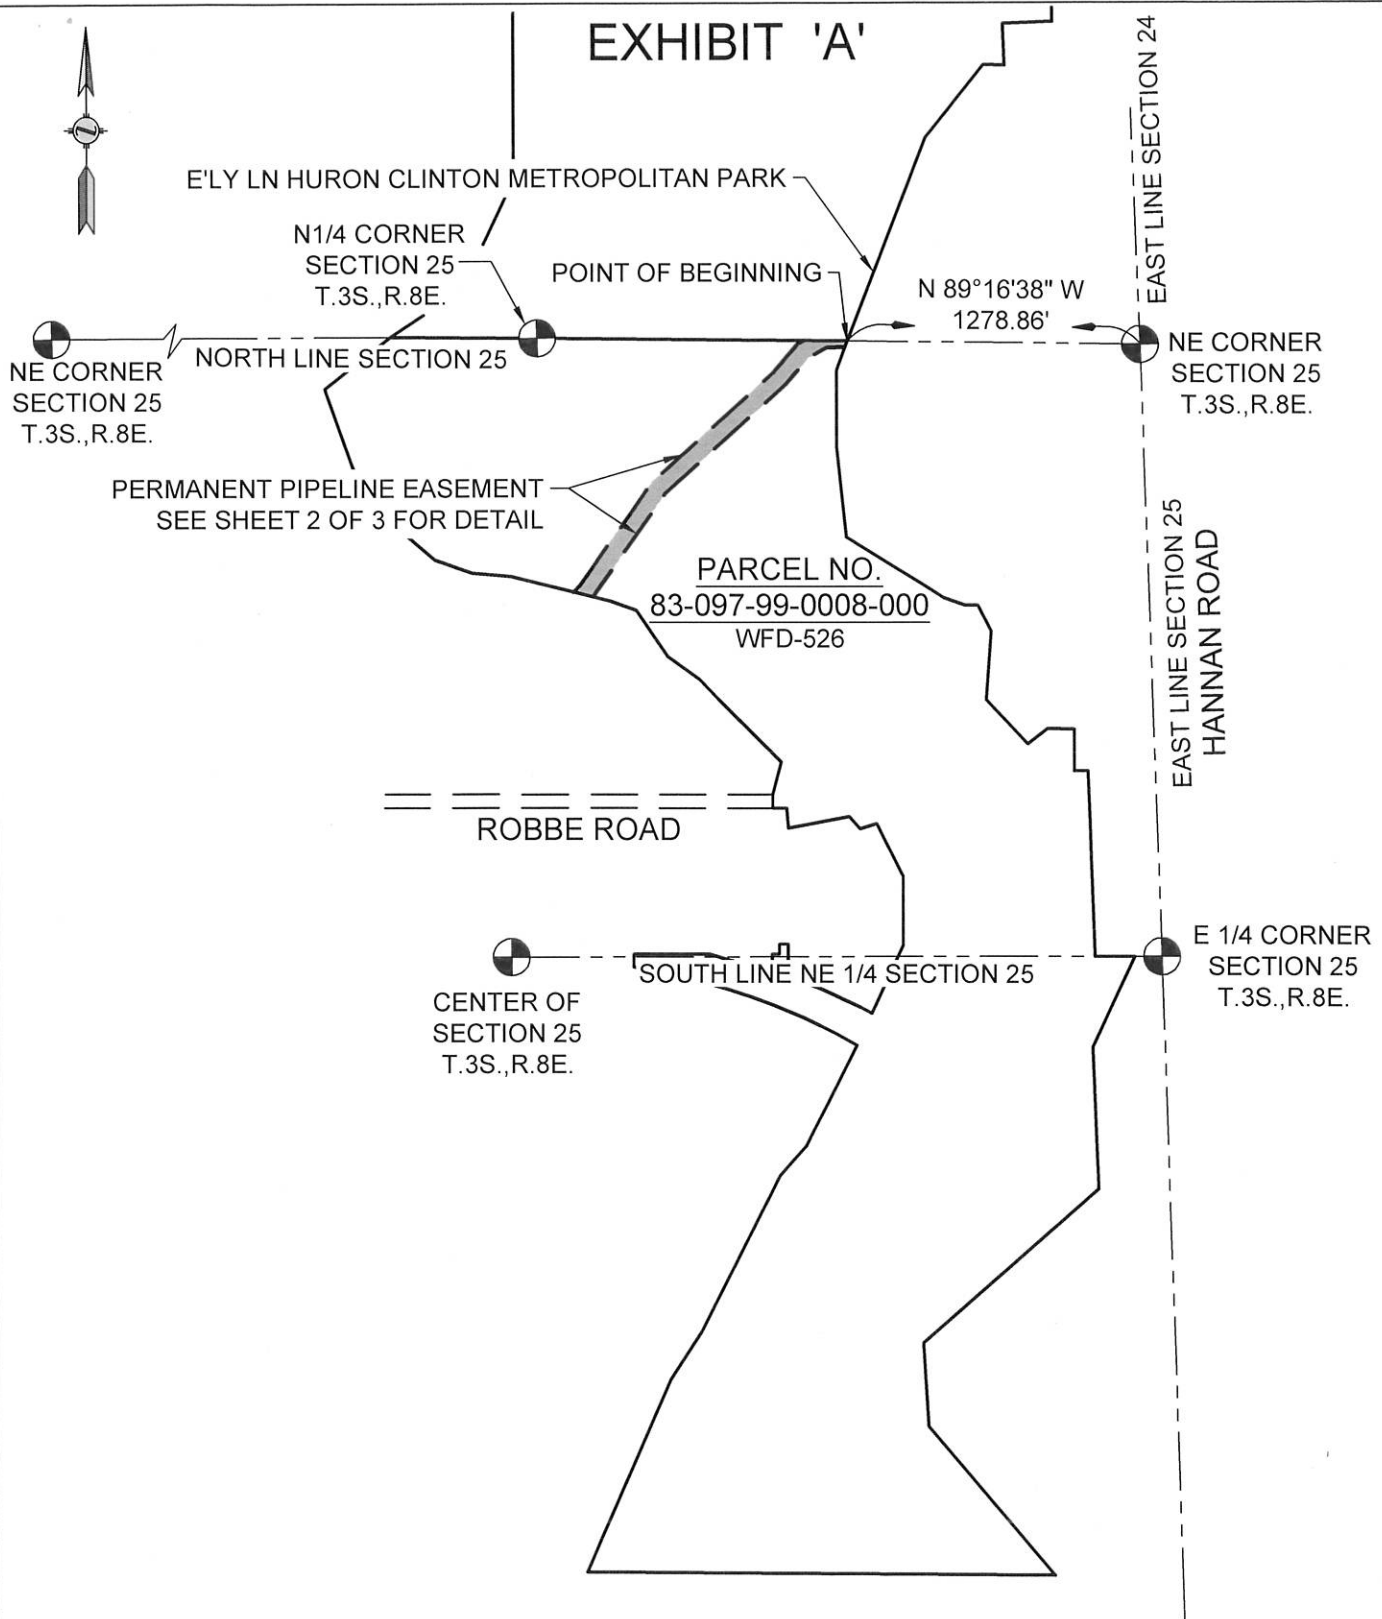 EXHIBIT 'A'
EAST LINE SECTION 24
E'LY LN HURON CLINTON METROPOLITAN PARK
N1/4 CORNER
SECTION 25
T.3S.,R.8E.
POINT OF BEGINNING
N 89°16'38" W
1278.86'
NE CORNER
SECTION 25
T.3S.,R.8E.
NORTH LINE SECTION 25
NE CORNER
SECTION 25
T.3S.,R.8E.
PERMANENT PIPELINE EASEMENT
SEE SHEET 2 OF 3 FOR DETAIL
PARCEL NO.
83-097-99-0008-000
WFD-526
EAST LINE SECTION 25
HANNAN ROAD
ROBBE ROAD
SOUTH LINE NE 1/4 SECTION 25
E 1/4 CORNER
SECTION 25
T.3S.,R.8E.
CENTER OF
SECTION 25
T.3S.,R.8E.
Z